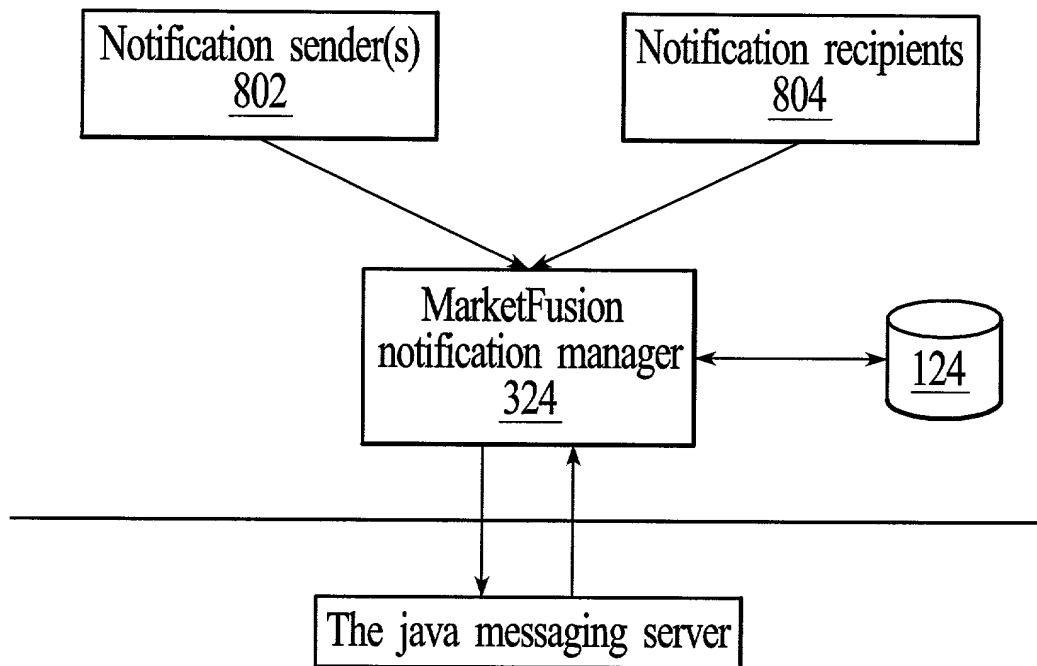 Notification sender(s)
802
Notification recipients
804
MarketFusion
notification manager
324
124
The java messaging server